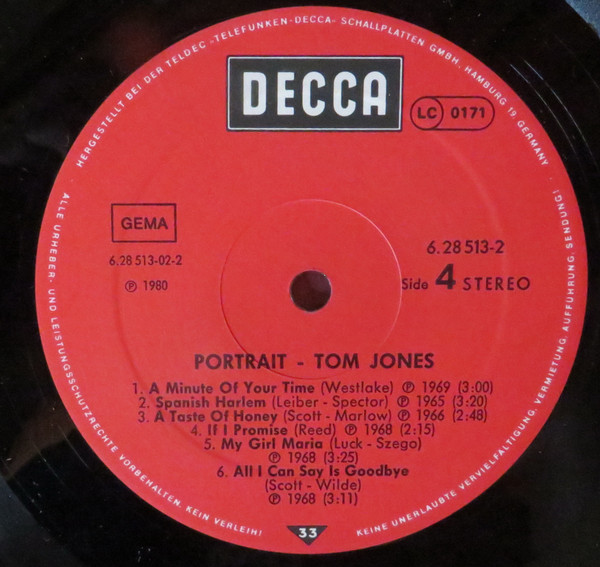 HERGESTELLT BEI DER TELDEC „TELEFUNKEN-DECCA" SCHALLPLATTEN GMBH., HAMBURG 19, GERMANY
DECCA
LC 0171
GEMA
6.28 513-02-2
℗ 1980
6.28 513-2
Side 4 STEREO
PORTRAIT - TOM JONES
1. A Minute Of Your Time (Westlake) ℗ 1969 (3:00)
2. Spanish Harlem (Leiber - Spector) ℗ 1965 (3:20)
3. A Taste Of Honey (Scott - Marlow) ℗ 1966 (2:48)
4. If I Promise (Reed) ℗ 1968 (2:15)
5. My Girl Maria (Luck - Szego)
℗ 1968 (3:25)
6. All I Can Say Is Goodbye
(Scott - Wilde)
℗ 1968 (3:11)
33
ALLE URHEBER- UND LEISTUNGSSCHUTZRECHTE VORBEHALTEN. KEIN VERLEIH!
KEINE UNERLAUBTE VERVIELFÄLTIGUNG, VERMIETUNG, AUFFÜHRUNG, SENDUNG!